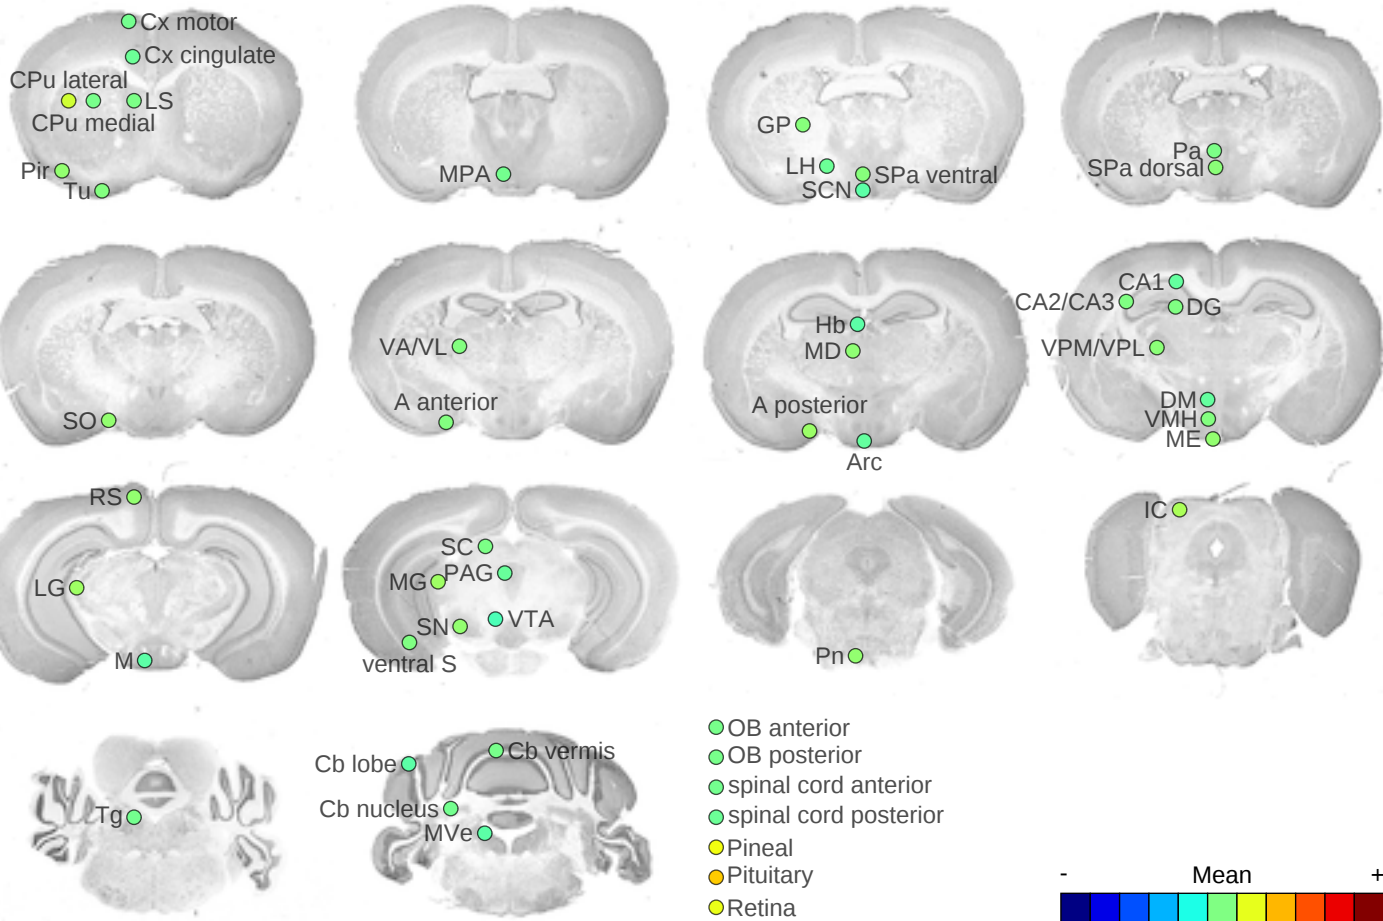 Cx motor
Cx cingulate
CPu lateral
LS
CPu medial
Pir
Tu
MPA
GP
LH
SPa ventral
SCN
Pa
SPa dorsal
SO
VA/VL
A anterior
Hb
MD
A posterior
Arc
CA1
CA2/CA3
DG
VPM/VPL
DM
VMH
ME
RS
LG
M
SC
PAG
MG
VTA
SN
ventral S
Pn
IC
Tg
Cb vermis
Cb lobe
Cb nucleus
MVe
OB anterior
OB posterior
spinal cord anterior
spinal cord posterior
Pineal
Pituitary
Retina
- Mean +